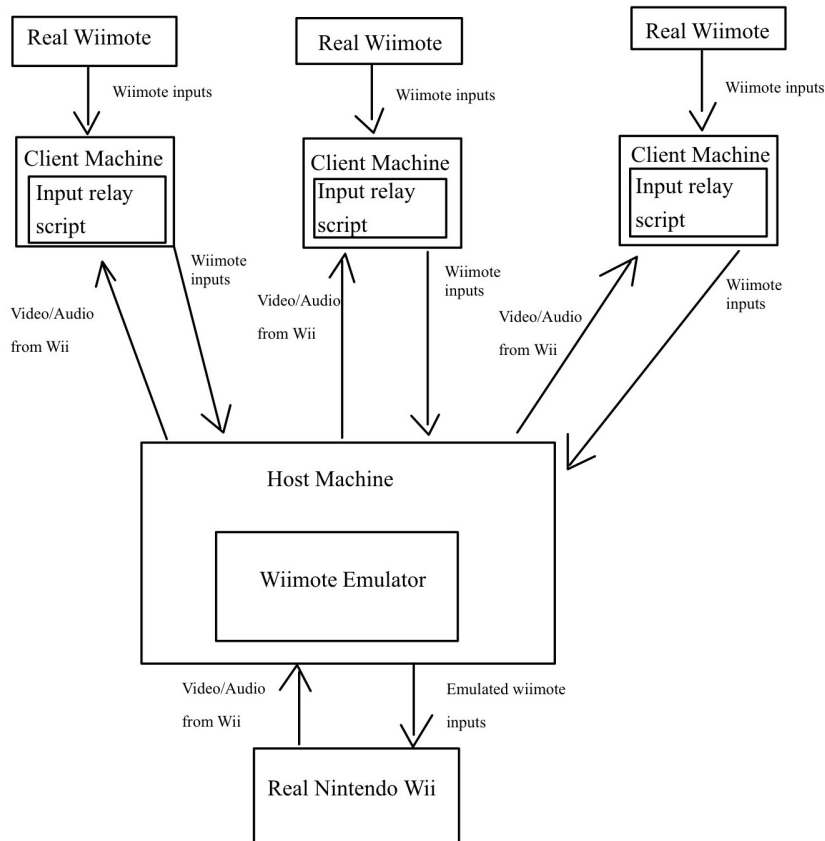 Real Wiimote
Real Wiimote
Real Wiimote
Wiimote inputs
Wiimote inputs
Wiimote inputs
Client Machine
Input relay
script
Client Machine
Input relay
script
Client Machine
Input relay
script
Video/Audio
from Wii
Wiimote
inputs
Video/Audio
from Wii
Wiimote
inputs
Video/Audio
from Wii
Wiimote
inputs
Host Machine
Wiimote Emulator
Video/Audio
from Wii
Emulated wiimote
inputs
Real Nintendo Wii